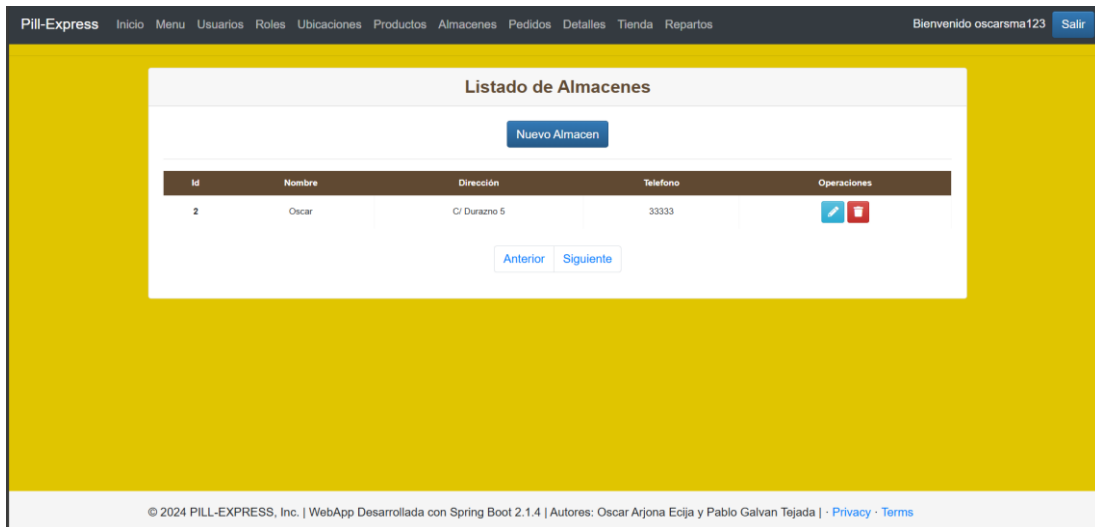 Pill-Express Inicio Menu Usuarios Roles Ubicaciones Productos Almacenes Pedidos Detalles Tienda Repartos Bienvenido oscarsma123 Salir
Listado de Almacenes
Nuevo Almacen
Id Nombre Dirección Telefono Operaciones
2 Oscar C/ Durazno 5 33333
Anterior Siguiente
© 2024 PILL-EXPRESS, Inc. | WebApp Desarrollada con Spring Boot 2.1.4 | Autores: Oscar Arjona Ecija y Pablo Galvan Tejada | · Privacy · Terms